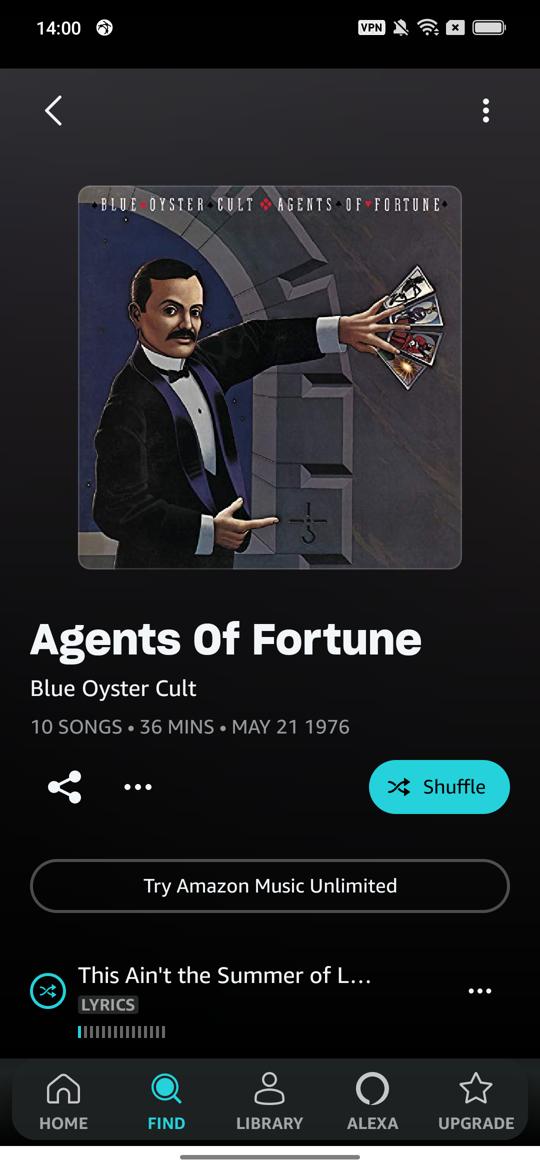 14:00
VPN
BLUE OYSTER CULT AGENTS OF FORTUNE
Agents Of Fortune
Blue Oyster Cult
10 SONGS • 36 MINS • MAY 21 1976
Shuffle
Try Amazon Music Unlimited
This Ain't the Summer of L...
LYRICS
HOME FIND LIBRARY ALEXA UPGRADE